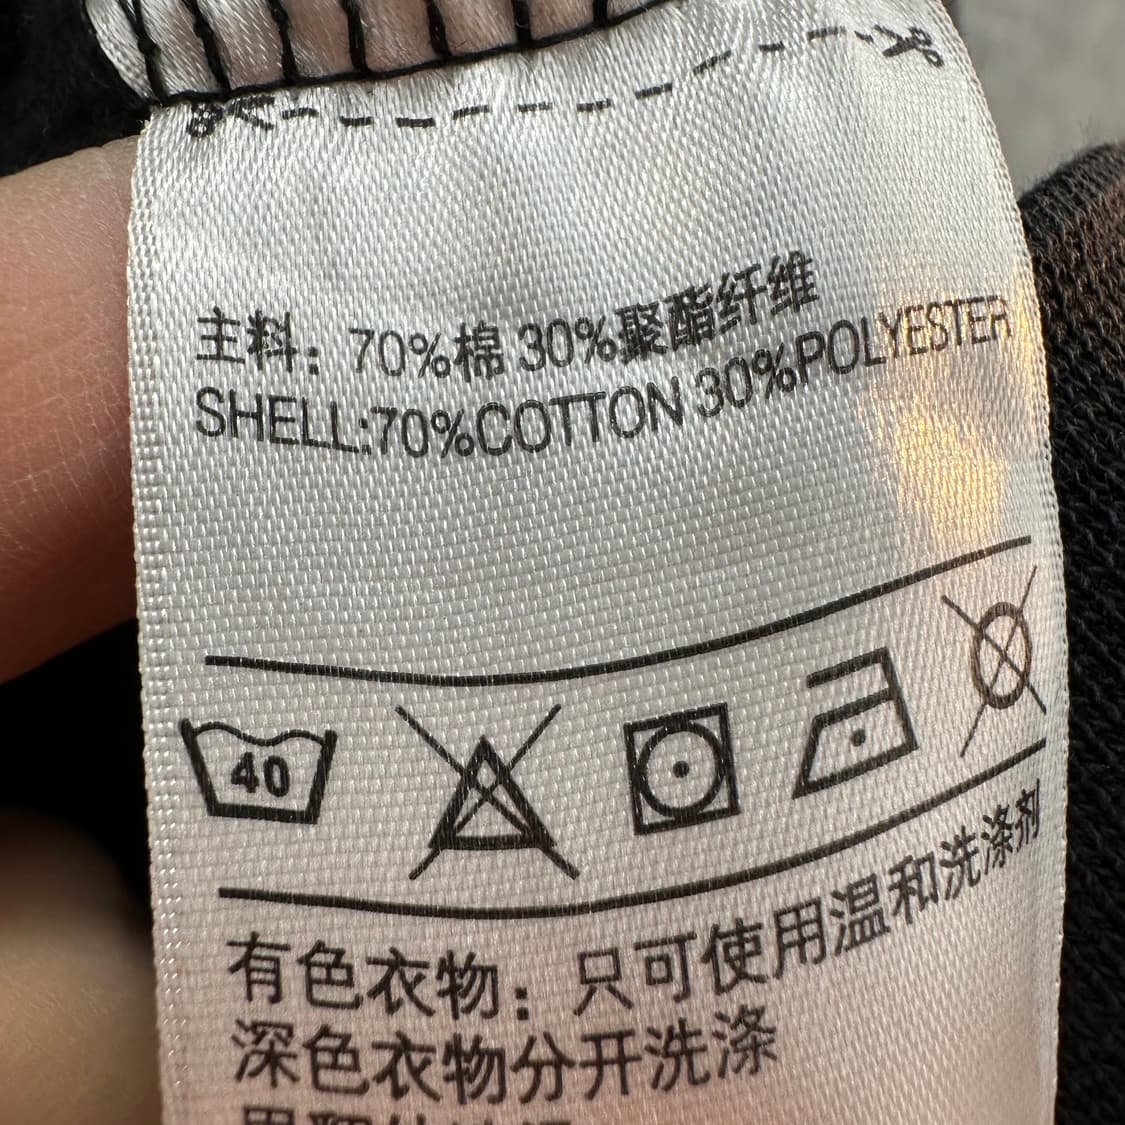 主料：70%棉 30%聚酯纤维
SHELL:70%COTTON 30%POLYESTER
40
有色衣物：只可使用温和洗涤剂
深色衣物分开洗涤